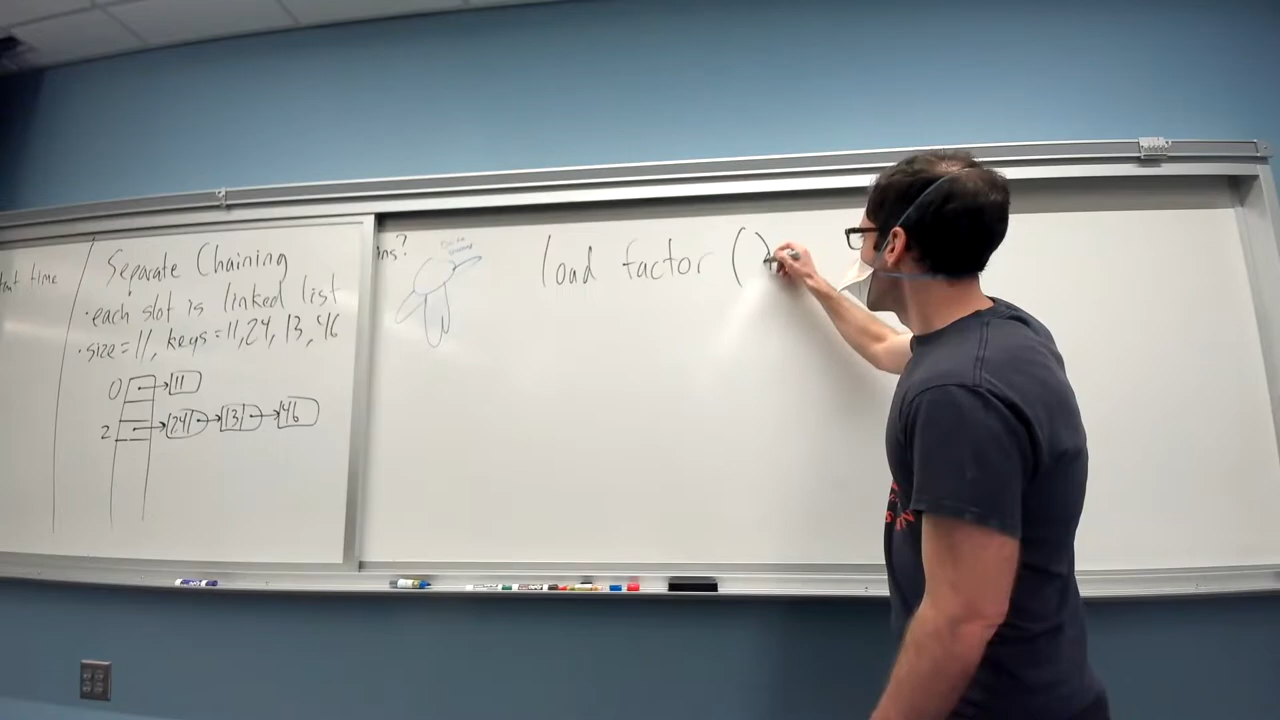 time
Separate Chaining
·each slot is linked list
·size=11, keys=11,24,13,46
0 11
2 24 13 46
ins?
load factor (λ